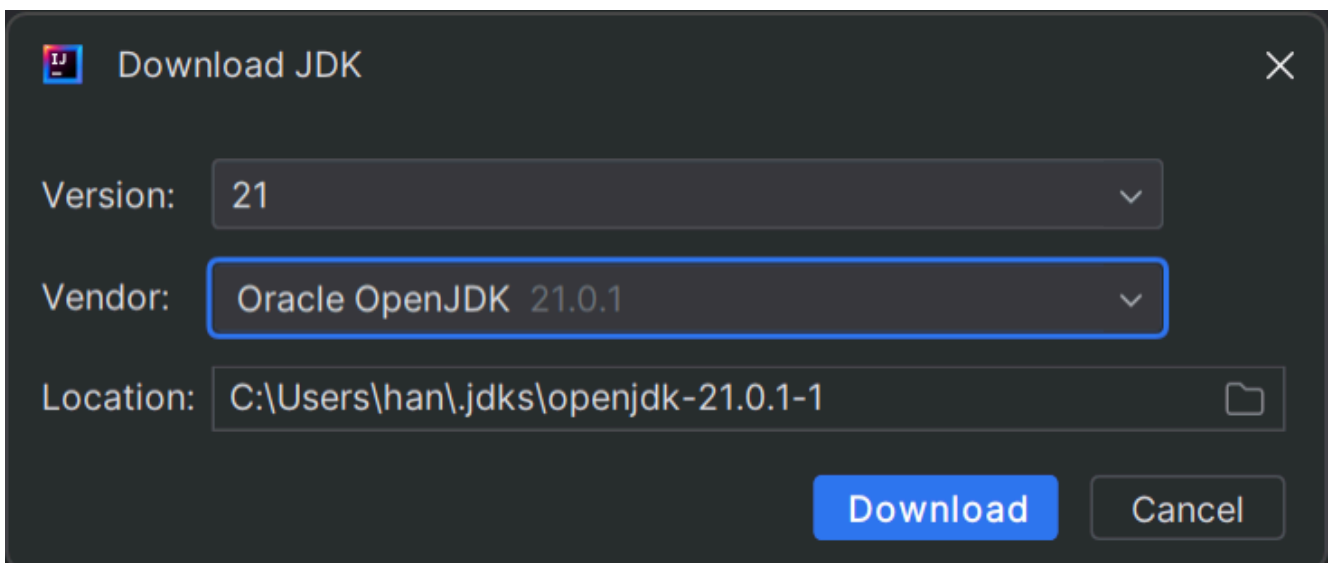 IJ
Download JDK
Version: 21
Vendor: Oracle OpenJDK 21.0.1
Location: C:\Users\han\.jdks\openjdk-21.0.1-1
Download Cancel